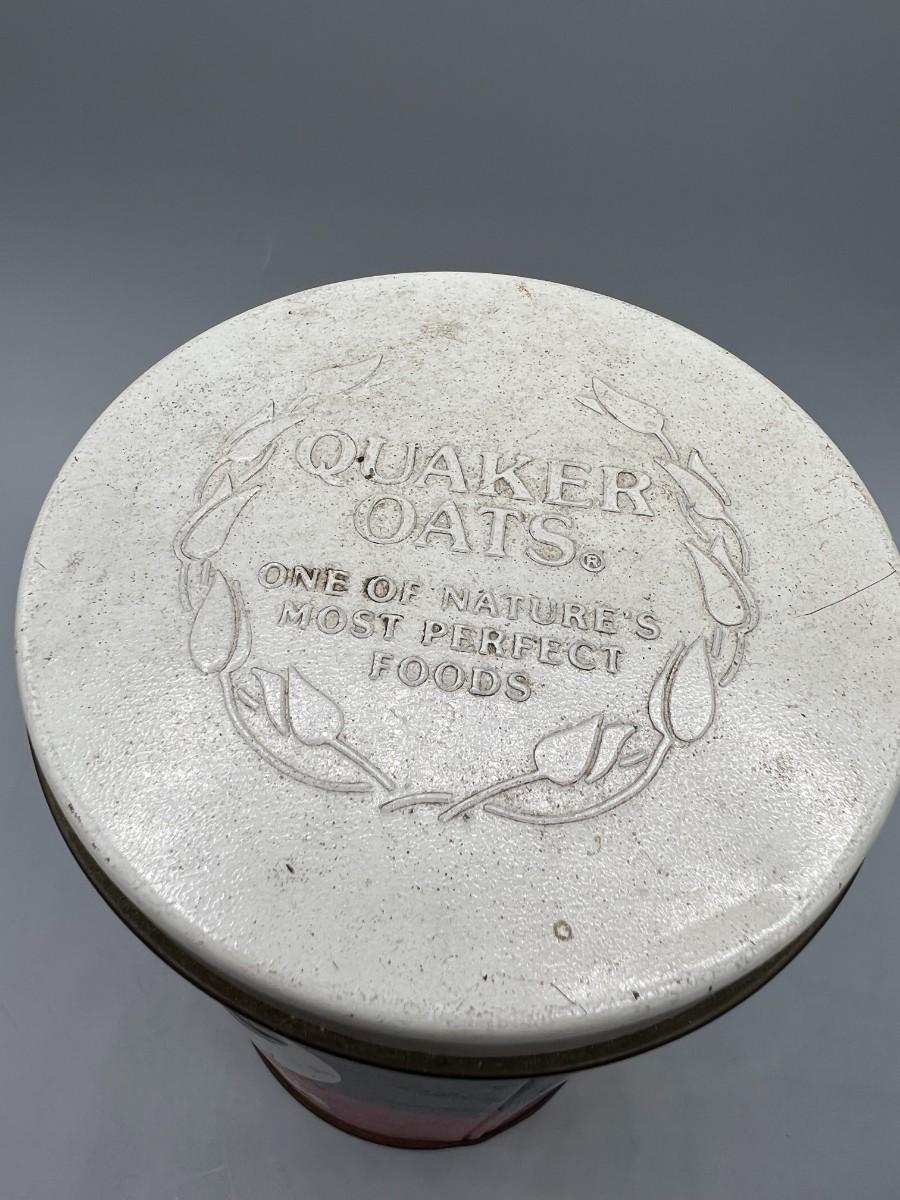 QUAKER
OATS®
ONE OF NATURE'S
MOST PERFECT
FOODS